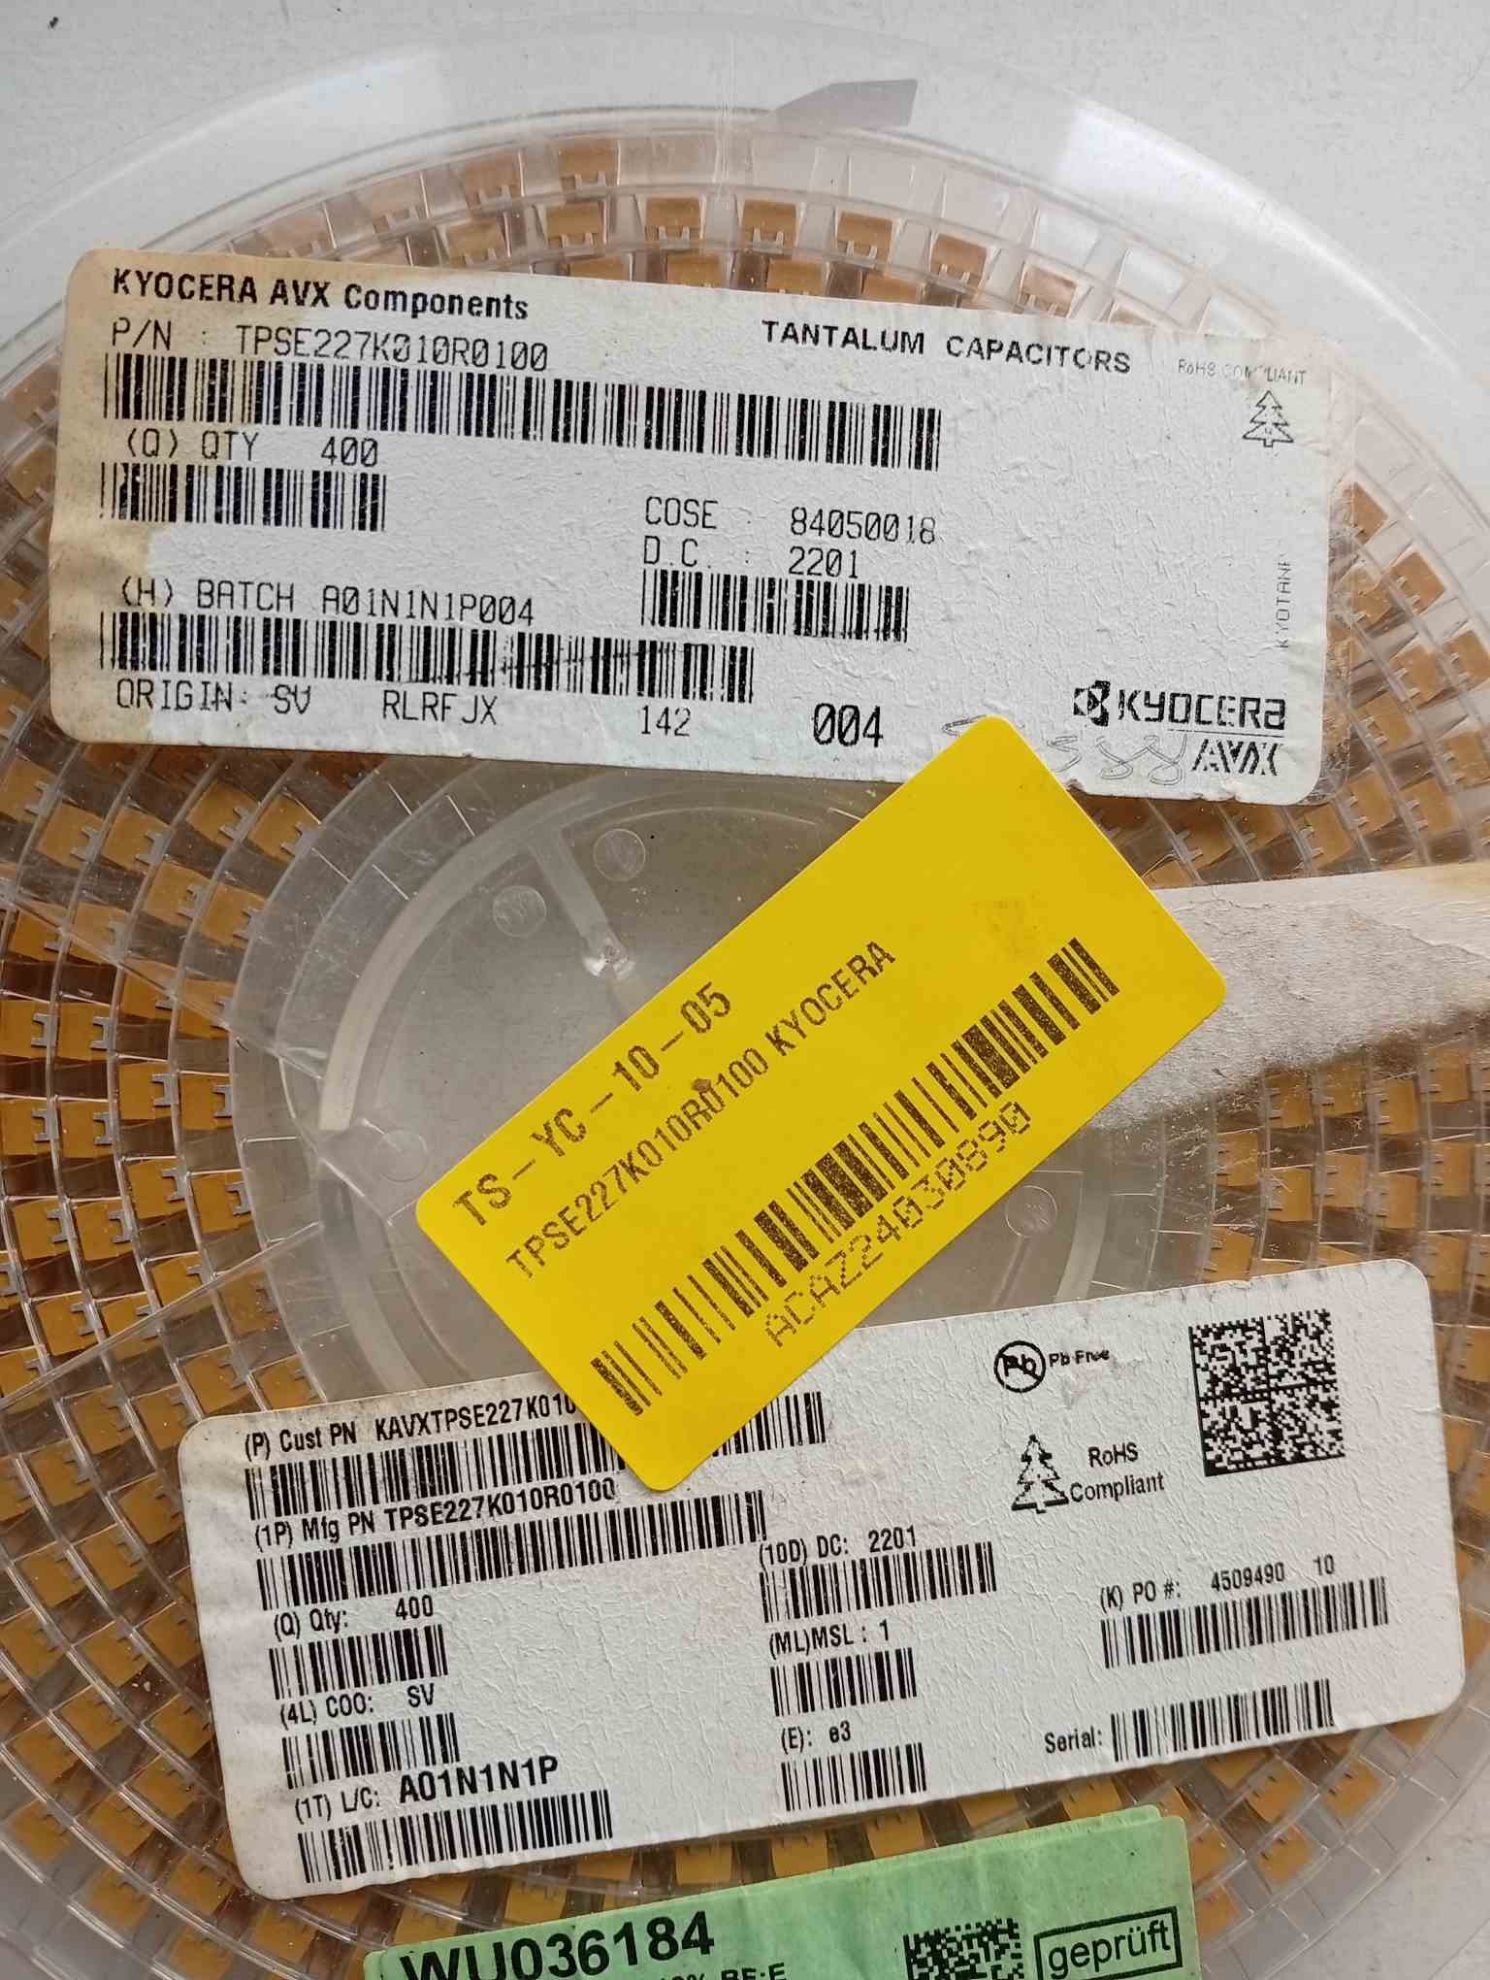 KYOCERA AVX Components
TANTALUM CAPACITORS
P/N : TPSE227K010R0100
RoHS COMPLIANT
(Q) QTY 400
COSE : 84050018
D.C. : 2201
(H) BATCH A01N1N1P004
KYOTANE
ORIGIN: SV RLRFJX 142 004
KYOCERA
AVX
TS-YC-10-05
TPSE227K010R0100 KYOCERA
ACAZ24030890
Pb Pb Free
(P) Cust PN KAVXTPSE227K010
RoHS
Compliant
(1P) Mfg PN TPSE227K010R0100
(10D) DC: 2201
(K) PO #: 4509490 10
(Q) Qty: 400
(ML)MSL : 1
(4L) COO: SV
(E): e3
Serial:
(1T) L/C: A01N1N1P
WU036184
geprüft